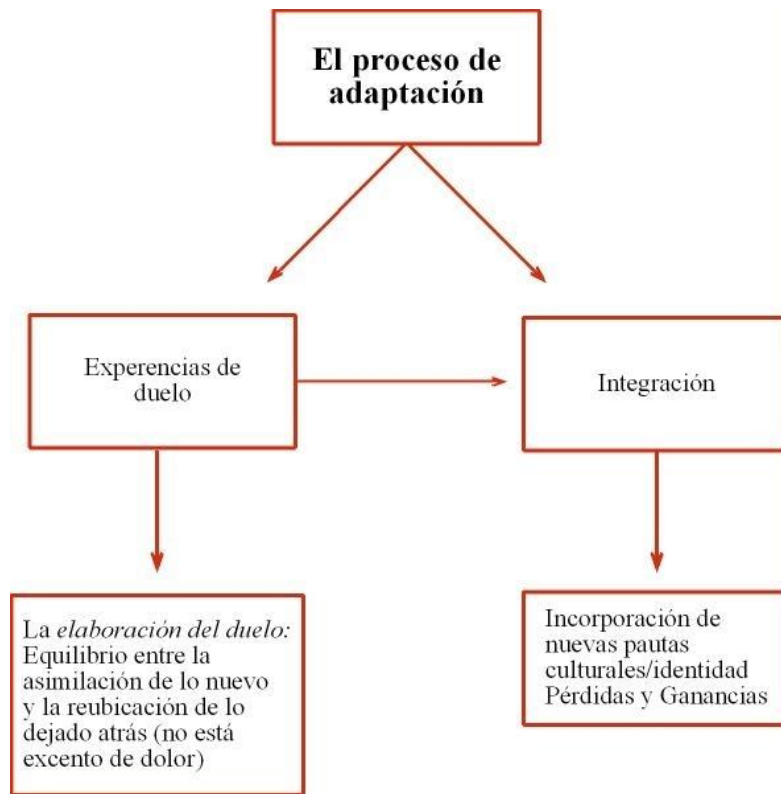 El proceso de
adaptación
Experencias de
duelo
Integración
La elaboración del duelo:
Equilibrio entre la
asimilación de lo nuevo
y la reubicación de lo
dejado atrás (no está
excento de dolor)
Incorporación de
nuevas pautas
culturales/identidad
Pérdidas y Ganancias